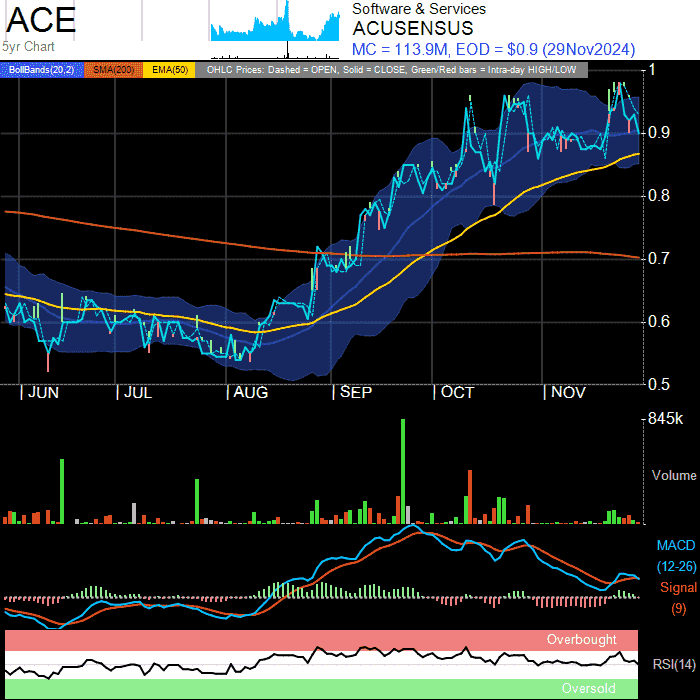 ACE
5yr Chart
Software & Services
ACUSENSUS
MC = 113.9M, EOD = $0.9 (29Nov2024)
BollBands(20,2) SMA(200) EMA(50) OHLC Prices: Dashed = OPEN, Solid = CLOSE, Green/Red bars = Intra-day HIGH/LOW
1
0.9
0.8
0.7
0.6
0.5
| JUN | JUL | AUG | SEP | OCT | NOV
845k
Volume
MACD
(12-26)
Signal
(9)
Overbought
RSI(14)
Oversold